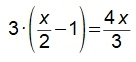 3·(x/2 − 1) = 4x/3